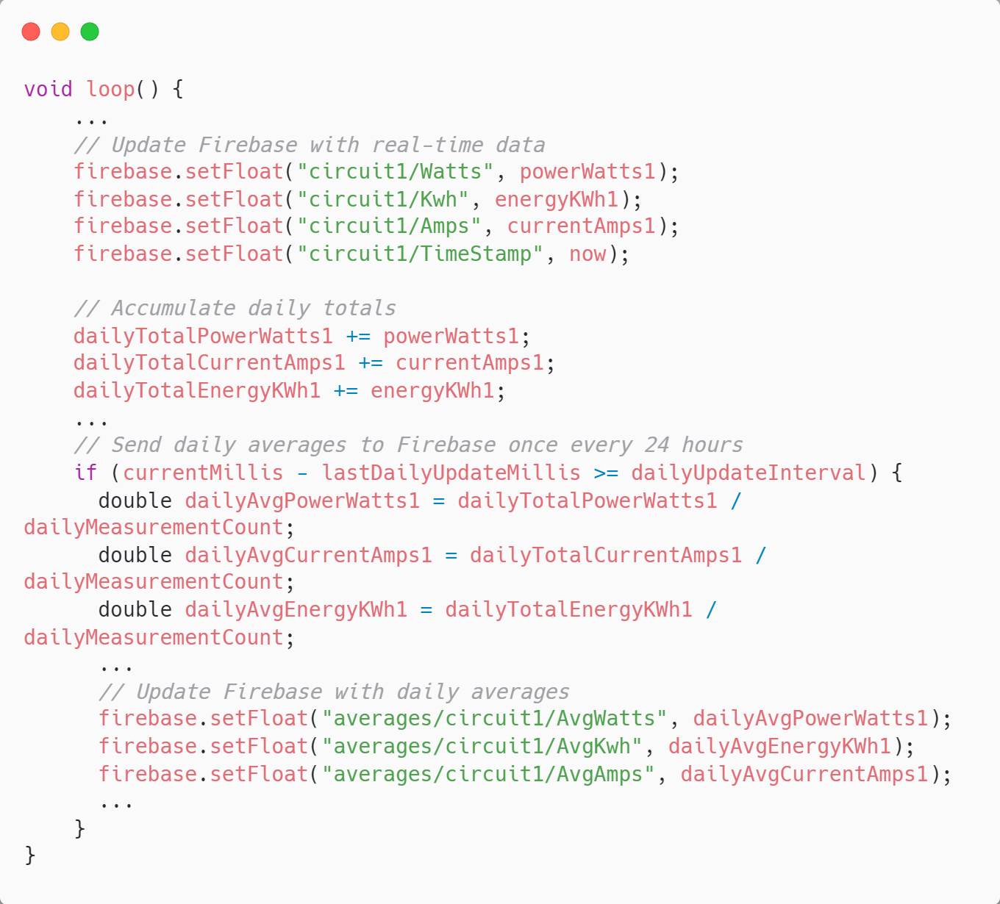 void loop() {
    ...
    // Update Firebase with real-time data
    firebase.setFloat("circuit1/Watts", powerWatts1);
    firebase.setFloat("circuit1/Kwh", energyKWh1);
    firebase.setFloat("circuit1/Amps", currentAmps1);
    firebase.setFloat("circuit1/TimeStamp", now);

    // Accumulate daily totals
    dailyTotalPowerWatts1 += powerWatts1;
    dailyTotalCurrentAmps1 += currentAmps1;
    dailyTotalEnergyKWh1 += energyKWh1;
    ...
    // Send daily averages to Firebase once every 24 hours
    if (currentMillis - lastDailyUpdateMillis >= dailyUpdateInterval) {
      double dailyAvgPowerWatts1 = dailyTotalPowerWatts1 /
dailyMeasurementCount;
      double dailyAvgCurrentAmps1 = dailyTotalCurrentAmps1 /
dailyMeasurementCount;
      double dailyAvgEnergyKWh1 = dailyTotalEnergyKWh1 /
dailyMeasurementCount;
      ...
      // Update Firebase with daily averages
      firebase.setFloat("averages/circuit1/AvgWatts", dailyAvgPowerWatts1);
      firebase.setFloat("averages/circuit1/AvgKwh", dailyAvgEnergyKWh1);
      firebase.setFloat("averages/circuit1/AvgAmps", dailyAvgCurrentAmps1);
      ...
    }
}